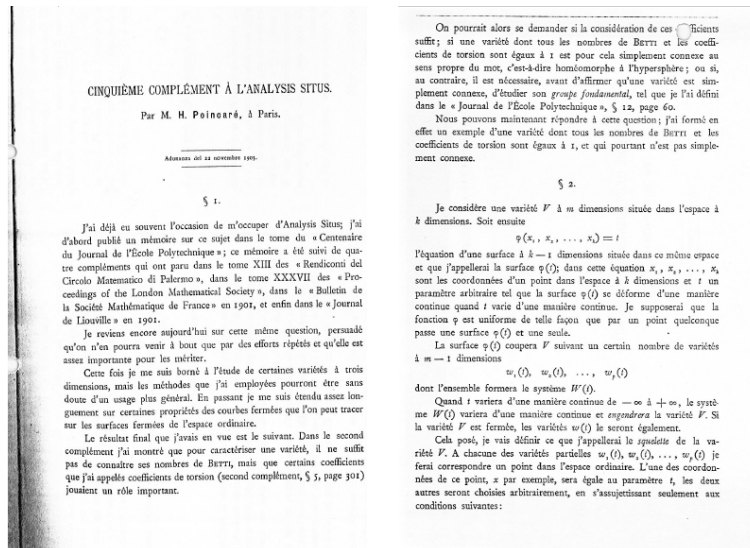 CINQUIÈME COMPLÉMENT À L'ANALYSIS SITUS.
Par M. H. Poincaré, à Paris.
Adunanza del 22 novembre 1903.
§ 1.
J'ai déjà eu souvent l'occasion de m'occuper d'Analysis Situs; j'ai
d'abord publié un mémoire sur ce sujet dans le tome du « Centenaire
du Journal de l'École Polytechnique »; ce mémoire a été suivi de qua-
tre compléments qui ont paru dans le tome XIII des « Rendiconti del
Circolo Matematico di Palermo », dans le tome XXXVII des « Pro-
ceedings of the London Mathematical Society », dans le « Bulletin de
la Société Mathématique de France » en 1901, et enfin dans le « Journal
de Liouville » en 1901.
Je reviens encore aujourd'hui sur cette même question, persuadé
qu'on n'en pourra venir à bout que par des efforts répétés et qu'elle est
assez importante pour les mériter.
Cette fois je me suis borné à l'étude de certaines variétés à trois
dimensions, mais les méthodes que j'ai employées pourront être sans
doute d'un usage plus général. En passant je me suis étendu assez lon-
guement sur certaines propriétés des courbes fermées que l'on peut tracer
sur les surfaces fermées de l'espace ordinaire.
Le résultat final que j'avais en vue est le suivant. Dans le second
complément j'ai montré que pour caractériser une variété, il ne suffit
pas de connaître ses nombres de BETTI, mais que certains coefficients
que j'ai appelés coefficients de torsion (second complément, § 5, page 301)
jouaient un rôle important.
On pourrait alors se demander si la considération de ces ficients
suffit; si une variété dont tous les nombres de BETTI et les coeffi-
cients de torsion sont égaux à 1 est pour cela simplement connexe au
sens propre du mot, c'est-à-dire homéomorphe à l'hypersphère; ou si,
au contraire, il est nécessaire, avant d'affirmer qu'une variété est sim-
plement connexe, d'étudier son groupe fondamental, tel que je l'ai défini
dans le « Journal de l'École Polytechnique », § 12, page 60.
Nous pouvons maintenant répondre à cette question; j'ai formé en
effet un exemple d'une variété dont tous les nombres de BETTI et les
coefficients de torsion sont égaux à 1, et qui pourtant n'est pas simple-
ment connexe.
§ 2.
Je considère une variété V à m dimensions située dans l'espace à
k dimensions. Soit ensuite
φ (x₁, x₂, ..., xₖ) = t
l'équation d'une surface à k — 1 dimensions située dans ce même espace
et que j'appellerai la surface φ(t); dans cette équation x₁, x₂, ..., xₖ
sont les coordonnées d'un point dans l'espace à k dimensions et t un
paramètre arbitraire tel que la surface φ(t) se déforme d'une manière
continue quand t varie d'une manière continue. Je supposerai que la
fonction φ est uniforme de telle façon que par un point quelconque
passe une surface φ(t) et une seule.
La surface φ(t) coupera V suivant un certain nombre de variétés
à m — 1 dimensions
w₁(t), w₂(t), ..., wₚ(t)
dont l'ensemble formera le système W(t).
Quand t variera d'une manière continue de — ∞ à + ∞, le systè-
me W(t) variera d'une manière continue et engendrera la variété V. Si
la variété V est fermée, les variétés w(t) le seront également.
Cela posé, je vais définir ce que j'appellerai le squelette de la va-
riété V. A chacune des variétés partielles w₁(t), w₂(t), ..., wₚ(t) je
ferai correspondre un point dans l'espace ordinaire. L'une des coordon-
nées de ce point, x par exemple, sera égale au paramètre t, les deux
autres seront choisies arbitrairement, en s'assujettissant seulement aux
conditions suivantes: